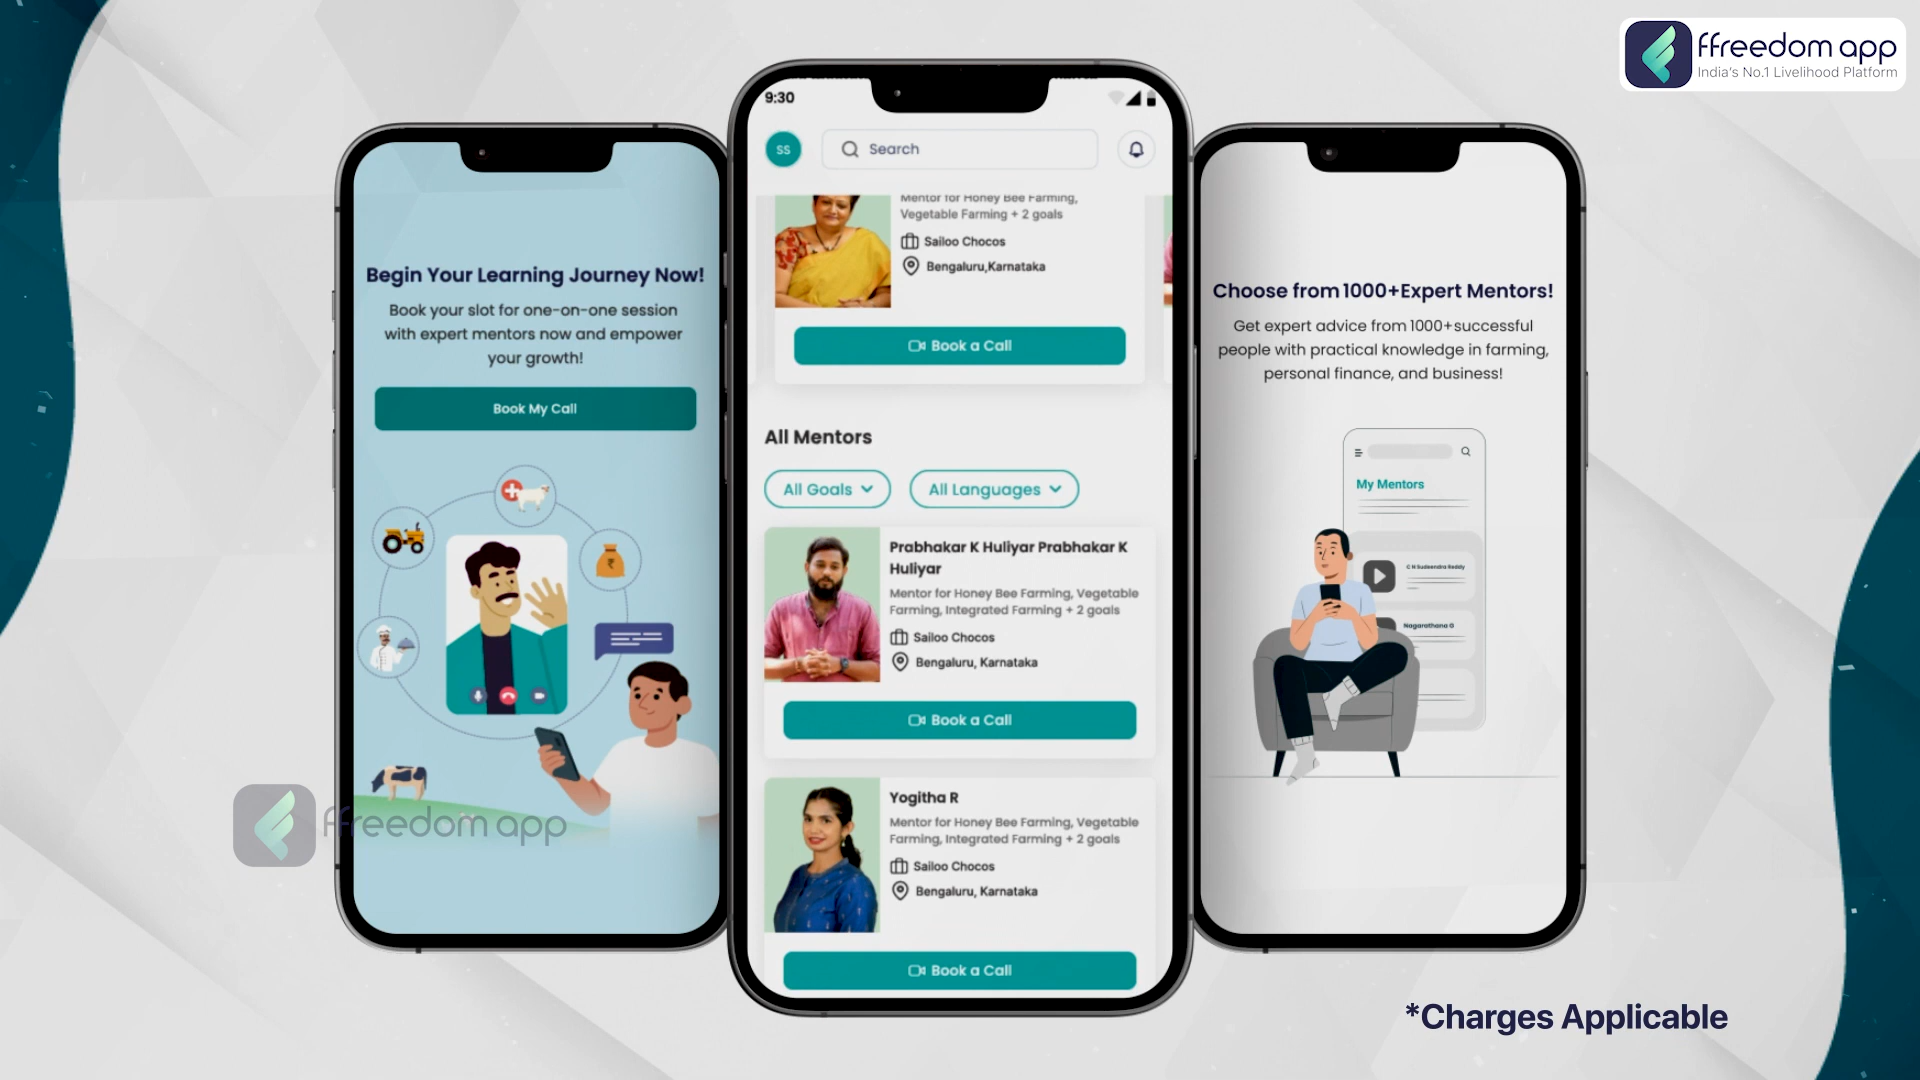 ffreedom app
India's No.1 Livelihood Platform
Begin Your Learning Journey Now!
Book your slot for one-on-one session
with expert mentors now and empower
your growth!
Book My Call
ffreedom app
9:30
SS
Search
Mentor for Honey Bee Farming,
Vegetable Farming + 2 goals
Sailoo Chocos
Bengaluru,Karnataka
Book a Call
All Mentors
All Goals
All Languages
Prabhakar K Huliyar Prabhakar K
Huliyar
Mentor for Honey Bee Farming, Vegetable
Farming, Integrated Farming + 2 goals
Sailoo Chocos
Bengaluru, Karnataka
Book a Call
Yogitha R
Mentor for Honey Bee Farming, Vegetable
Farming, Integrated Farming + 2 goals
Sailoo Chocos
Bengaluru, Karnataka
Book a Call
Choose from 1000+Expert Mentors!
Get expert advice from 1000+successful
people with practical knowledge in farming,
personal finance, and business!
My Mentors
C N Sudeendra Reddy
Nagarathana G
*Charges Applicable